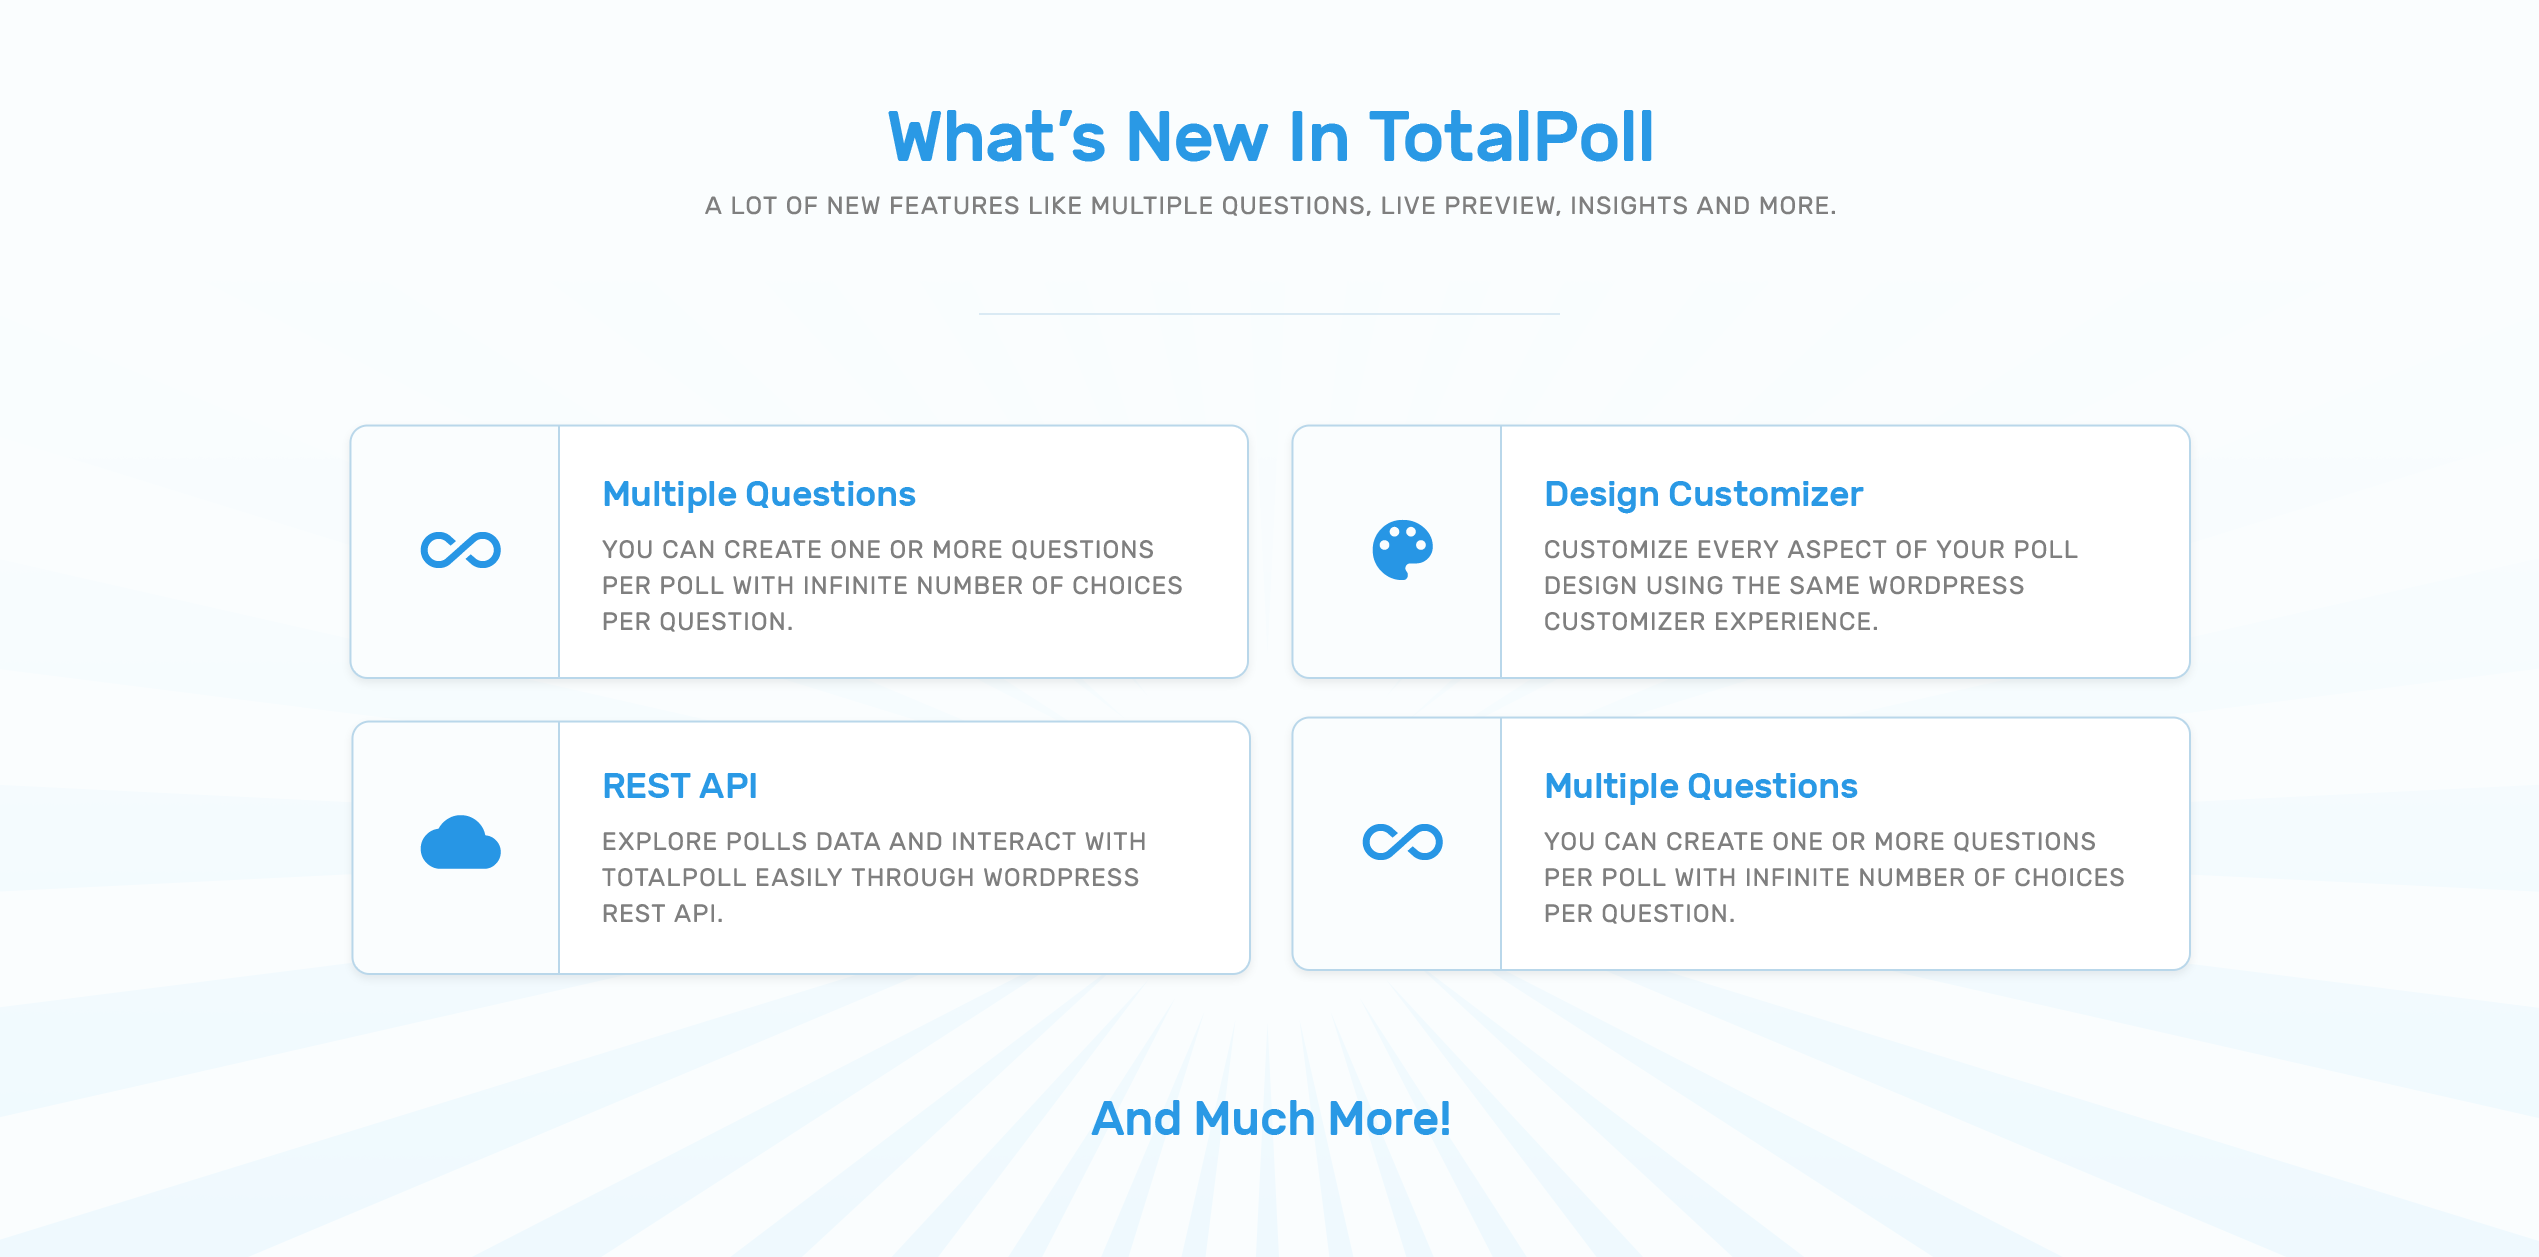 What's New In TotalPoll
A LOT OF NEW FEATURES LIKE MULTIPLE QUESTIONS, LIVE PREVIEW, INSIGHTS AND MORE.
Multiple Questions
YOU CAN CREATE ONE OR MORE QUESTIONS
PER POLL WITH INFINITE NUMBER OF CHOICES
PER QUESTION.
Design Customizer
CUSTOMIZE EVERY ASPECT OF YOUR POLL
DESIGN USING THE SAME WORDPRESS
CUSTOMIZER EXPERIENCE.
REST API
EXPLORE POLLS DATA AND INTERACT WITH
TOTALPOLL EASILY THROUGH WORDPRESS
REST API.
Multiple Questions
YOU CAN CREATE ONE OR MORE QUESTIONS
PER POLL WITH INFINITE NUMBER OF CHOICES
PER QUESTION.
And Much More!